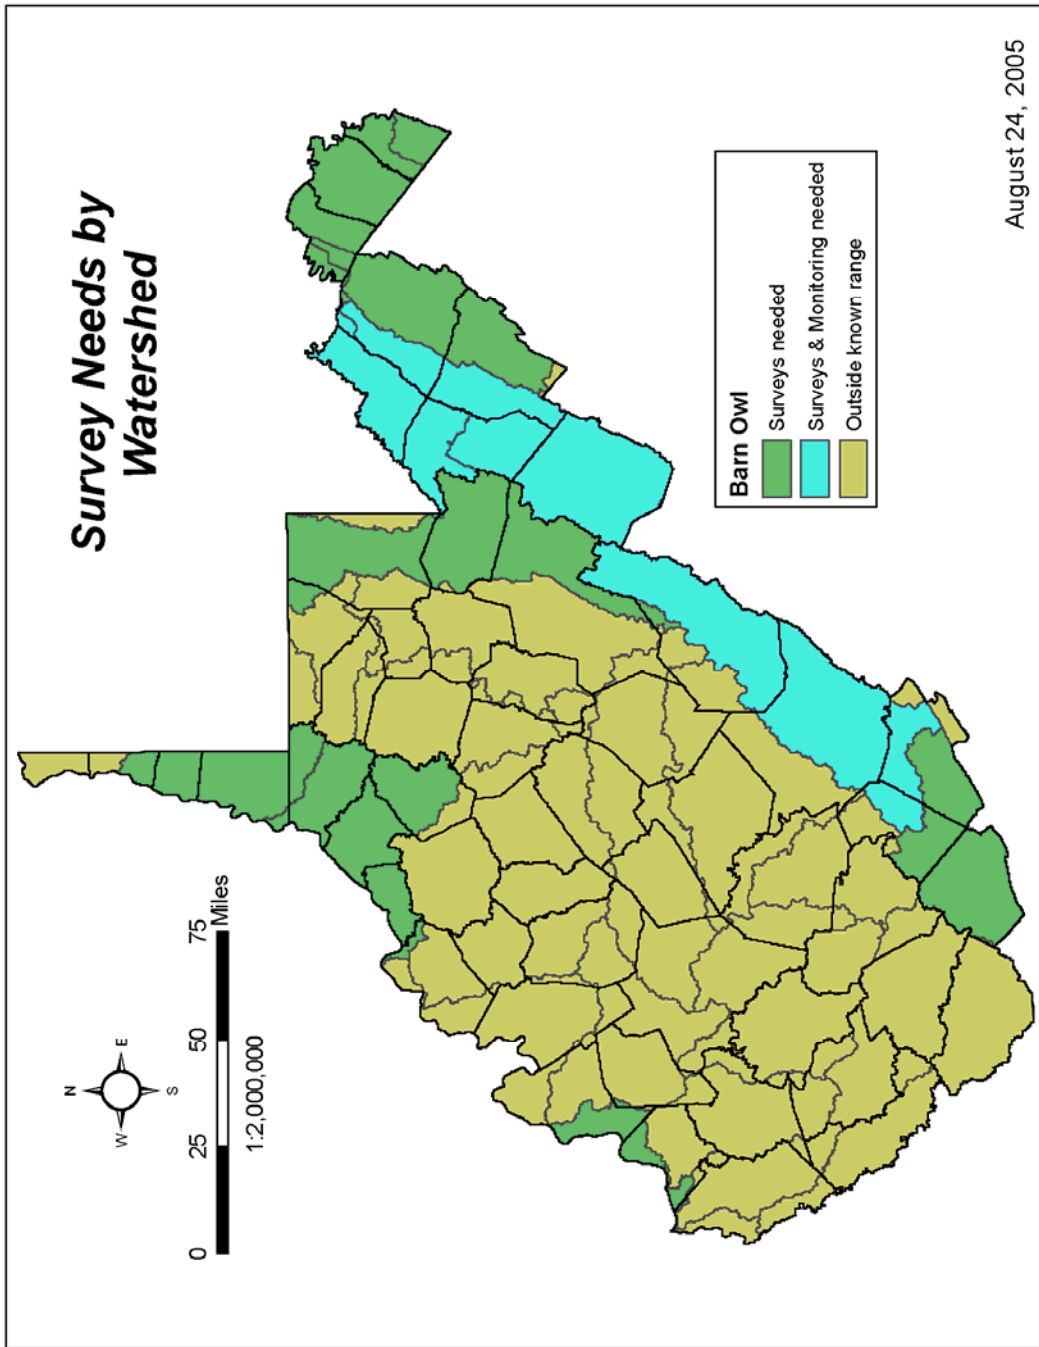 Survey Needs by
Watershed
N
W
E
S
0
25
50
75
Miles
1:2,000,000
Barn Owl
Surveys needed
Surveys & Monitoring needed
Outside known range
August 24, 2005